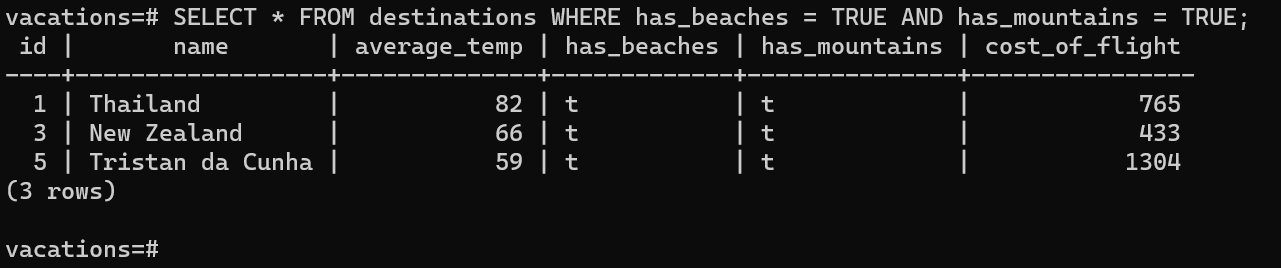 vacations=# SELECT * FROM destinations WHERE has_beaches = TRUE AND has_mountains = TRUE;
 id |       name       | average_temp | has_beaches | has_mountains | cost_of_flight
----+------------------+--------------+-------------+---------------+----------------
  1 | Thailand         |           82 | t           | t             |            765
  3 | New Zealand      |           66 | t           | t             |            433
  5 | Tristan da Cunha |           59 | t           | t             |           1304
(3 rows)

vacations=#